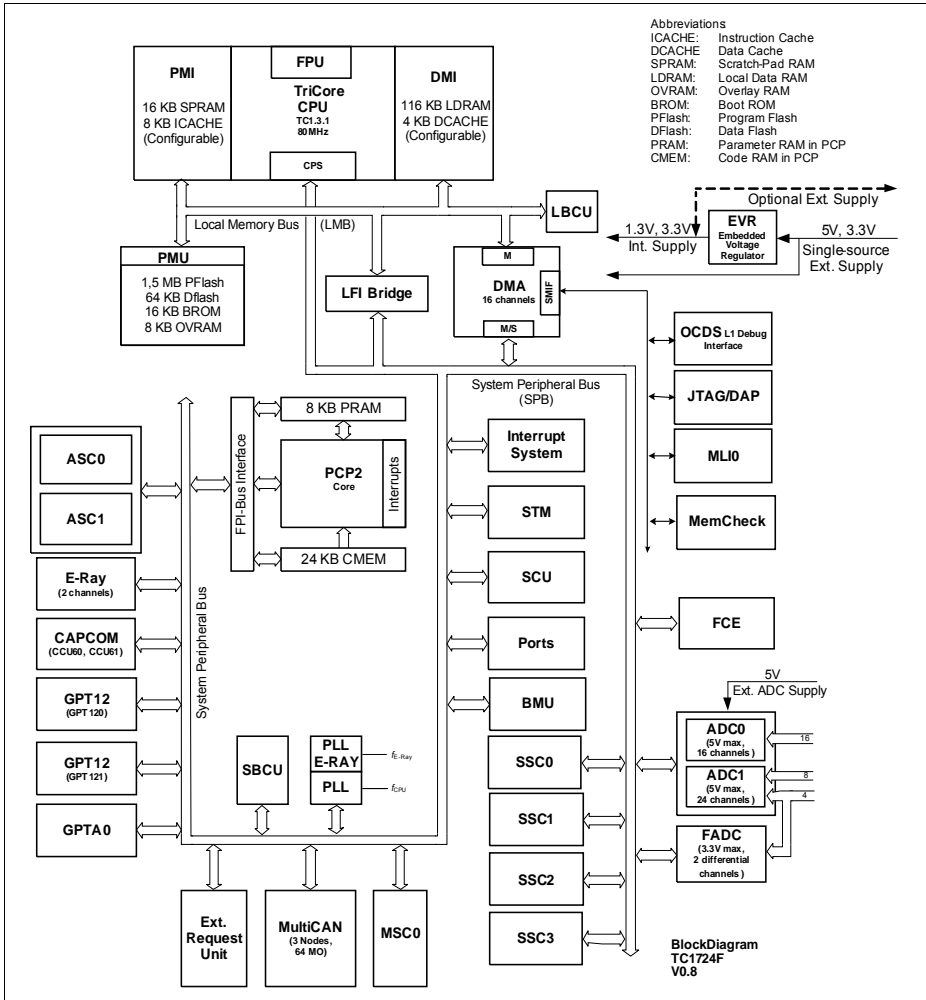 Abbreviations:
ICACHE: Instruction Cache
DCACHE Data Cache
SPRAM: Scratch-Pad RAM
LDRAM: Local Data RAM
OVRAM: Overlay RAM
BROM: Boot ROM
PFlash: Program Flash
DFlash: Data Flash
PRAM: Parameter RAM in PCP
CMEM: Code RAM in PCP
PMI
16 KB SPRAM
8 KB ICACHE
(Configurable)
FPU
TriCore
CPU
TC1.3.1
80MHz
CPS
DMI
116 KB LDRAM
4 KB DCACHE
(Configurable)
Local Memory Bus (LMB)
LBCU
Optional Ext. Supply
1.3V, 3.3V
Int. Supply
EVR
Embedded
Voltage
Regulator
5V, 3.3V
Single-source
Ext. Supply
PMU
1,5 MB PFlash
64 KB Dflash
16 KB BROM
8 KB OVRAM
LFI Bridge
M
DMA
16 channels
SMIF
M/S
OCDS L1 Debug
Interface
JTAG/DAP
MLI0
MemCheck
System Peripheral Bus
(SPB)
ASC0
ASC1
E-Ray
(2 channels)
CAPCOM
(CCU60, CCU61)
GPT12
(GPT120)
GPT12
(GPT121)
GPTA0
System Peripheral Bus
FPI-Bus Interface
8 KB PRAM
PCP2
Core
Interrupts
24 KB CMEM
SBCU
PLL
E-RAY
PLL
fE-Ray
fCPU
Interrupt
System
STM
SCU
Ports
BMU
SSC0
SSC1
SSC2
SSC3
FCE
5V
Ext. ADC Supply
ADC0
(5V max,
16 channels )
16
ADC1
(5V max,
24 channels )
8
4
FADC
(3.3V max,
2 differential
channels )
Ext.
Request
Unit
MultiCAN
(3 Nodes,
64 MO)
MSC0
BlockDiagram
TC1724F
V0.8